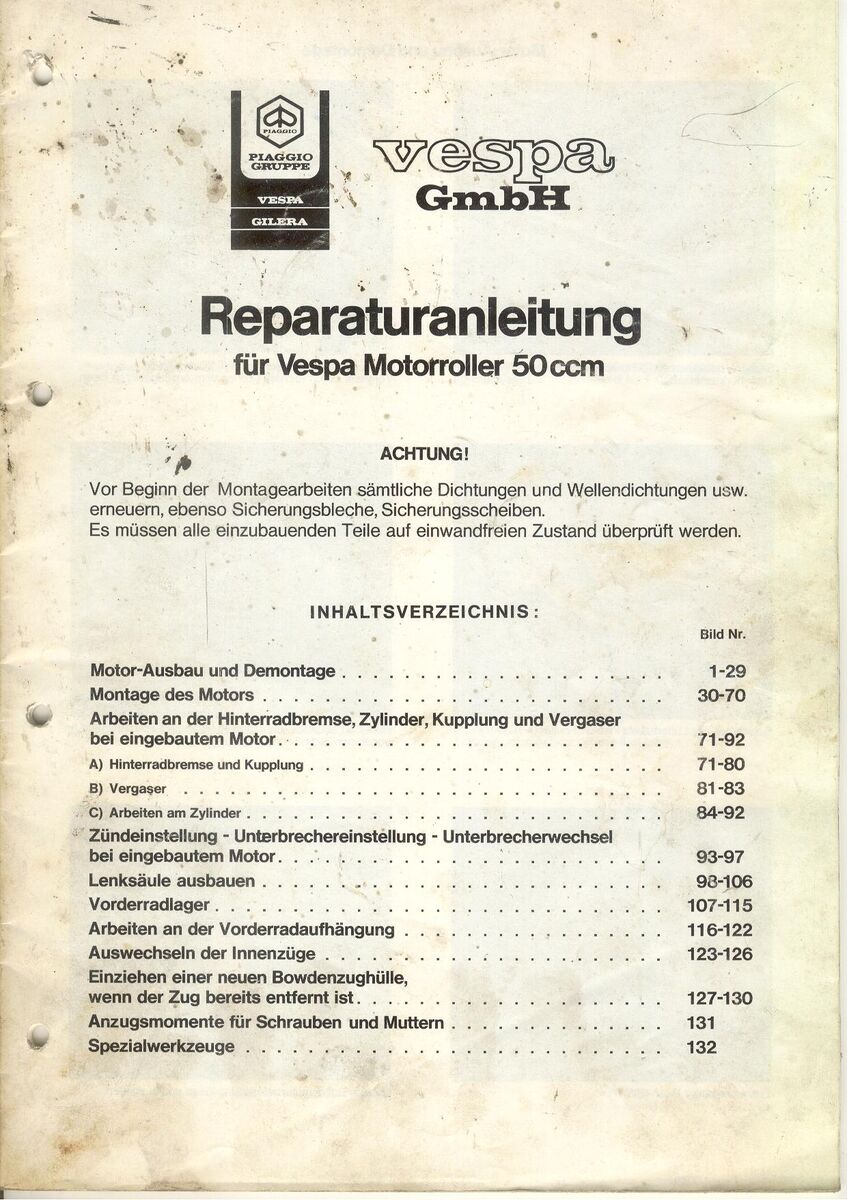 PIAGGIO
PIAGGIO
GRUPPE
VESPA
GILERA
vespa
GmbH
Reparaturanleitung
für Vespa Motorroller 50 ccm
ACHTUNG!
Vor Beginn der Montagearbeiten sämtliche Dichtungen und Wellendichtungen usw.
erneuern, ebenso Sicherungsbleche, Sicherungsscheiben.
Es müssen alle einzubauenden Teile auf einwandfreien Zustand überprüft werden.
INHALTSVERZEICHNIS:
Bild Nr.
Motor-Ausbau und Demontage . . . . . . . . . . . . . . . . . . . . . . 1-29
Montage des Motors . . . . . . . . . . . . . . . . . . . . . . . . . . . 30-70
Arbeiten an der Hinterradbremse, Zylinder, Kupplung und Vergaser
bei eingebautem Motor . . . . . . . . . . . . . . . . . . . . . . . . . . 71-92
A) Hinterradbremse und Kupplung . . . . . . . . . . . . . . . . . . . . . . . . 71-80
B) Vergaser . . . . . . . . . . . . . . . . . . . . . . . . . . . . . . . . 81-83
C) Arbeiten am Zylinder . . . . . . . . . . . . . . . . . . . . . . . . . . . . 84-92
Zündeinstellung - Unterbrechereinstellung - Unterbrecherwechsel
bei eingebautem Motor . . . . . . . . . . . . . . . . . . . . . . . . . . 93-97
Lenksäule ausbauen . . . . . . . . . . . . . . . . . . . . . . . . . . . 98-106
Vorderradlager . . . . . . . . . . . . . . . . . . . . . . . . . . . . . . 107-115
Arbeiten an der Vorderradaufhängung . . . . . . . . . . . . . . . . . . 116-122
Auswechseln der Innenzüge . . . . . . . . . . . . . . . . . . . . . . . 123-126
Einziehen einer neuen Bowdenzughülle,
wenn der Zug bereits entfernt ist . . . . . . . . . . . . . . . . . . . . . 127-130
Anzugsmomente für Schrauben und Muttern . . . . . . . . . . . . . . . 131
Spezialwerkzeuge . . . . . . . . . . . . . . . . . . . . . . . . . . . . 132